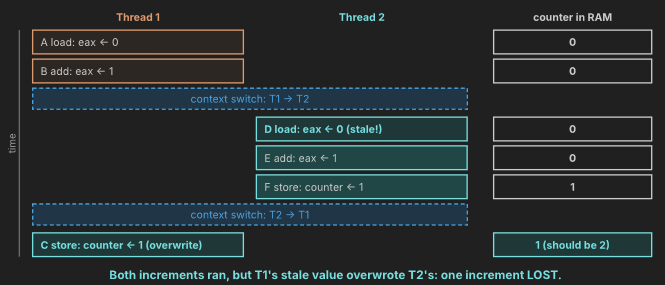 Thread 1 Thread 2 counter in RAM
A load: eax ← 0 0
B add: eax ← 1 0
context switch: T1 → T2
D load: eax ← 0 (stale!) 0
E add: eax ← 1 0
F store: counter ← 1 1
context switch: T2 → T1
C store: counter ← 1 (overwrite) 1 (should be 2)
time
Both increments ran, but T1's stale value overwrote T2's: one increment LOST.